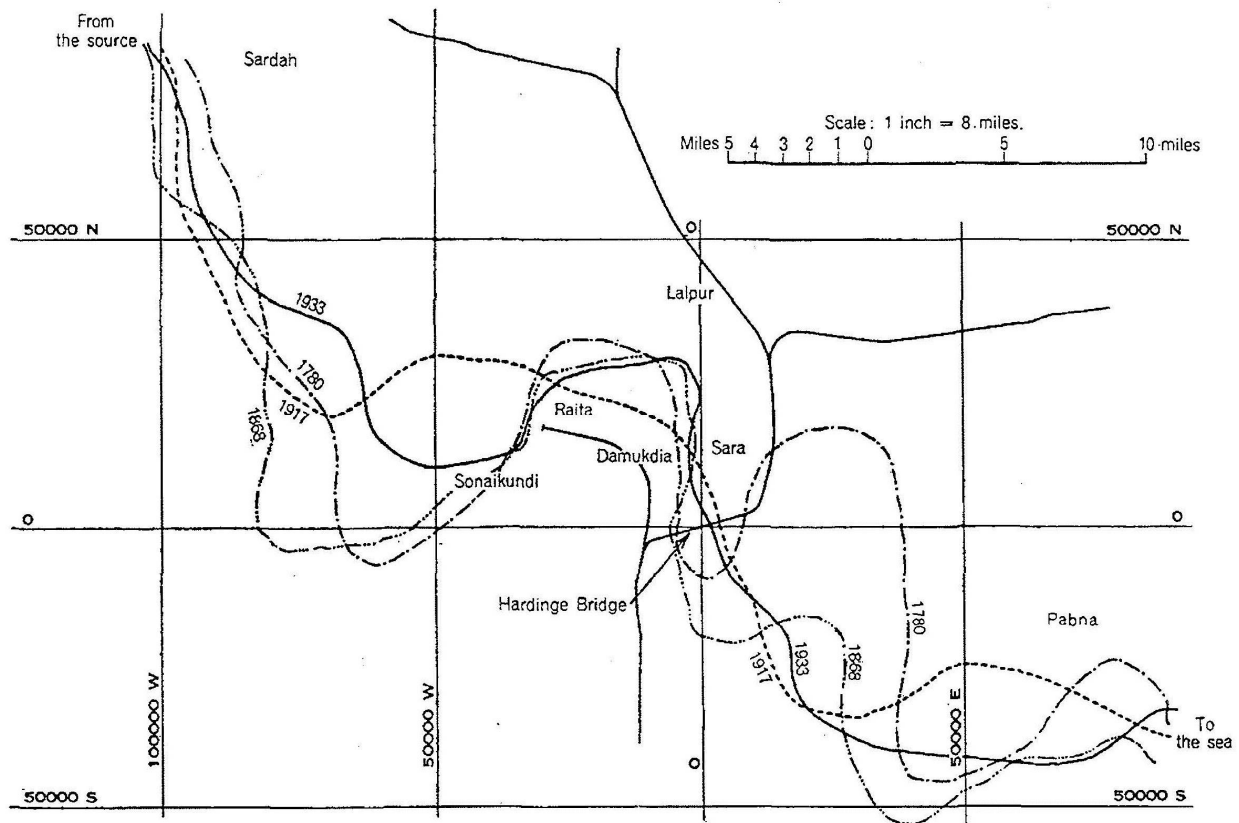 From
the source
Sardah
Scale: 1 inch = 8.miles.
Miles 5 4 3 2 1 0 5 10 miles
50000 N
0
50000 N
Lalpur
1933
1780
1917
1868
Raita
Damukdia
Sara
Sonaikundi
0
0
Hardinge Bridge
1780
Pabna
1917
1933
1868
100000 W
50000 W
0
50000 E
To
the sea
50000 S
50000 S